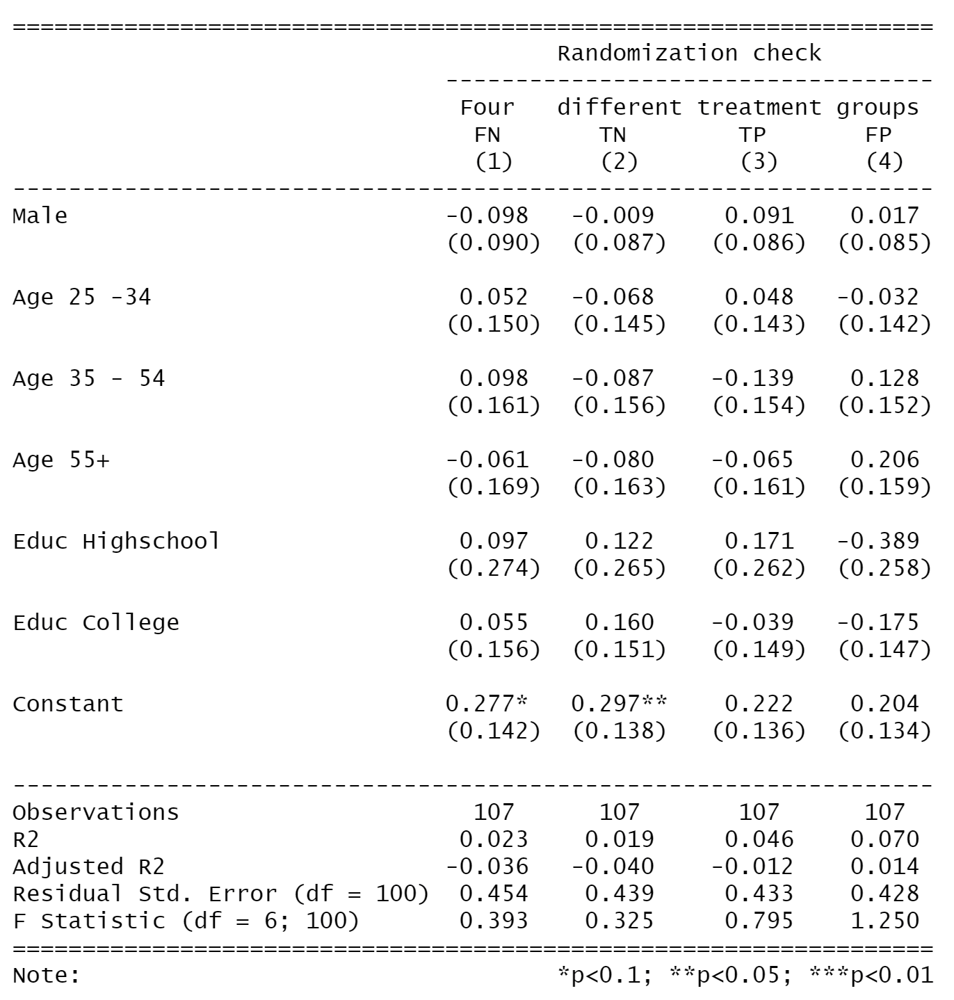 ==================================================================
Randomization check
-----------------------------------
Four different treatment groups
FN TN TP FP
(1) (2) (3) (4)
------------------------------------------------------------------
Male -0.098 -0.009 0.091 0.017
(0.090) (0.087) (0.086) (0.085)
Age 25 -34 0.052 -0.068 0.048 -0.032
(0.150) (0.145) (0.143) (0.142)
Age 35 - 54 0.098 -0.087 -0.139 0.128
(0.161) (0.156) (0.154) (0.152)
Age 55+ -0.061 -0.080 -0.065 0.206
(0.169) (0.163) (0.161) (0.159)
Educ Highschool 0.097 0.122 0.171 -0.389
(0.274) (0.265) (0.262) (0.258)
Educ College 0.055 0.160 -0.039 -0.175
(0.156) (0.151) (0.149) (0.147)
Constant 0.277* 0.297** 0.222 0.204
(0.142) (0.138) (0.136) (0.134)
------------------------------------------------------------------
Observations 107 107 107 107
R2 0.023 0.019 0.046 0.070
Adjusted R2 -0.036 -0.040 -0.012 0.014
Residual Std. Error (df = 100) 0.454 0.439 0.433 0.428
F Statistic (df = 6; 100) 0.393 0.325 0.795 1.250
==================================================================
Note: *p<0.1; **p<0.05; ***p<0.01